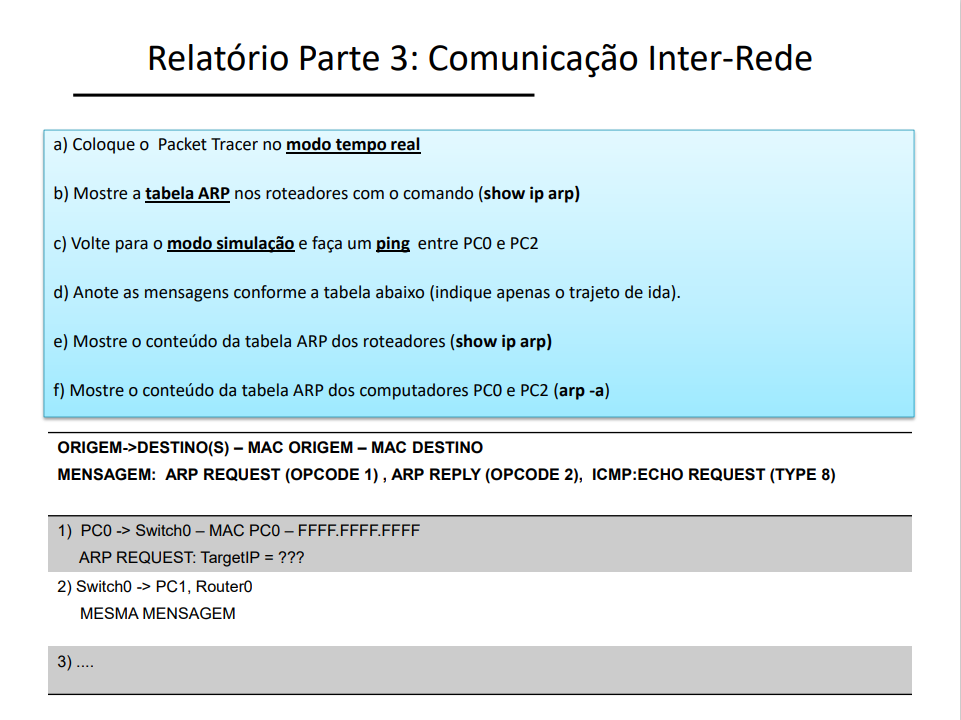 Relatório Parte 3: Comunicação Inter-Rede
a) Coloque o  Packet Tracer no modo tempo real
b) Mostre a tabela ARP nos roteadores com o comando (show ip arp)
c) Volte para o modo simulação e faça um ping  entre PC0 e PC2
d) Anote as mensagens conforme a tabela abaixo (indique apenas o trajeto de ida).
e) Mostre o conteúdo da tabela ARP dos roteadores (show ip arp)
f) Mostre o conteúdo da tabela ARP dos computadores PC0 e PC2 (arp -a)
ORIGEM->DESTINO(S) – MAC ORIGEM – MAC DESTINO
MENSAGEM:  ARP REQUEST (OPCODE 1) , ARP REPLY (OPCODE 2),  ICMP:ECHO REQUEST (TYPE 8)
1)  PC0 -> Switch0 – MAC PC0 – FFFF.FFFF.FFFF
ARP REQUEST: TargetIP = ???
2) Switch0 -> PC1, Router0
MESMA MENSAGEM
3) ....